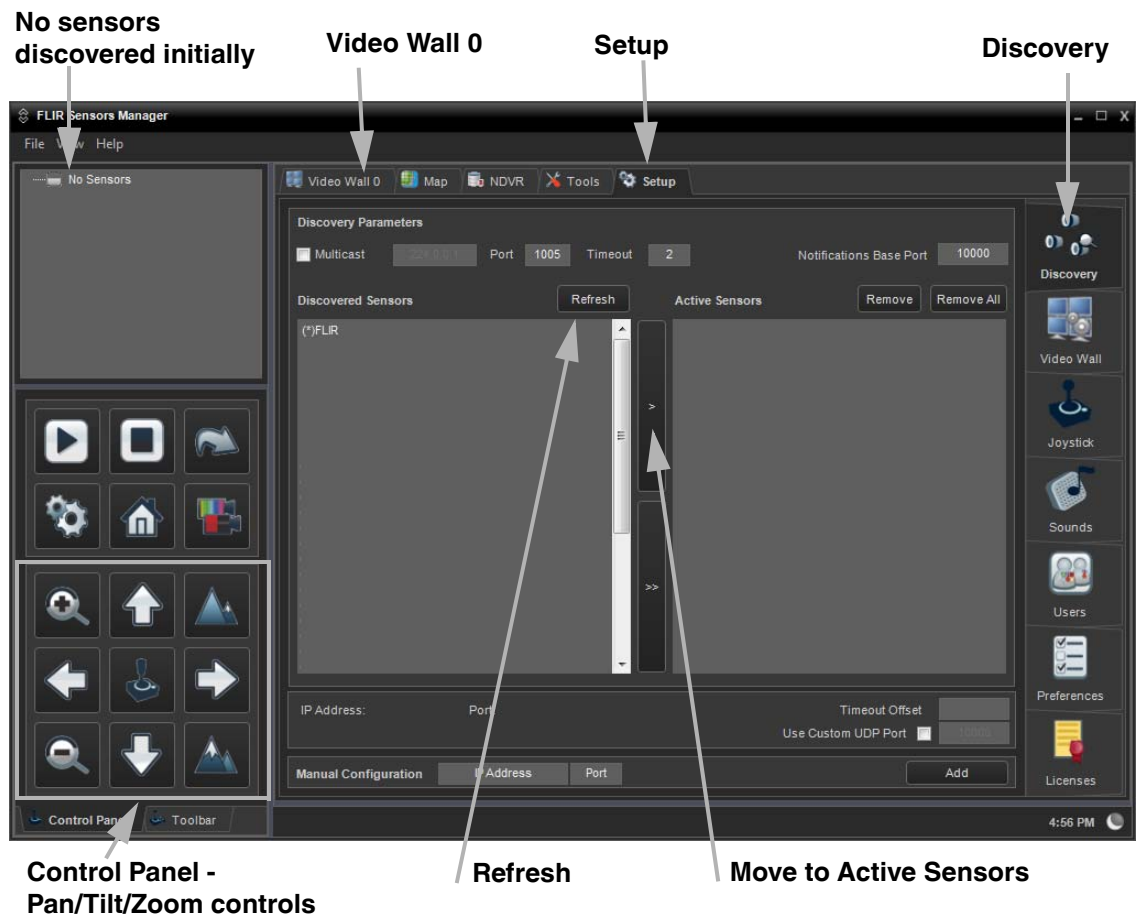 No sensors
discovered initially
Video Wall 0
Setup
Discovery
FLIR Sensors Manager
File View Help
No Sensors
Video Wall 0
Map
NDVR
Tools
Setup
Discovery Parameters
Multicast
Port 1005
Timeout 2
Notifications Base Port 10000
Discovered Sensors
Refresh
Active Sensors
Remove
Remove All
(*)FLIR
>
>>
Discovery
Video Wall
Joystick
Sounds
Users
Preferences
Licenses
IP Address:
Port
Timeout Offset
Use Custom UDP Port
Manual Configuration
IP Address
Port
Add
Control Panel
Toolbar
4:56 PM
Control Panel -
Pan/Tilt/Zoom controls
Refresh
Move to Active Sensors